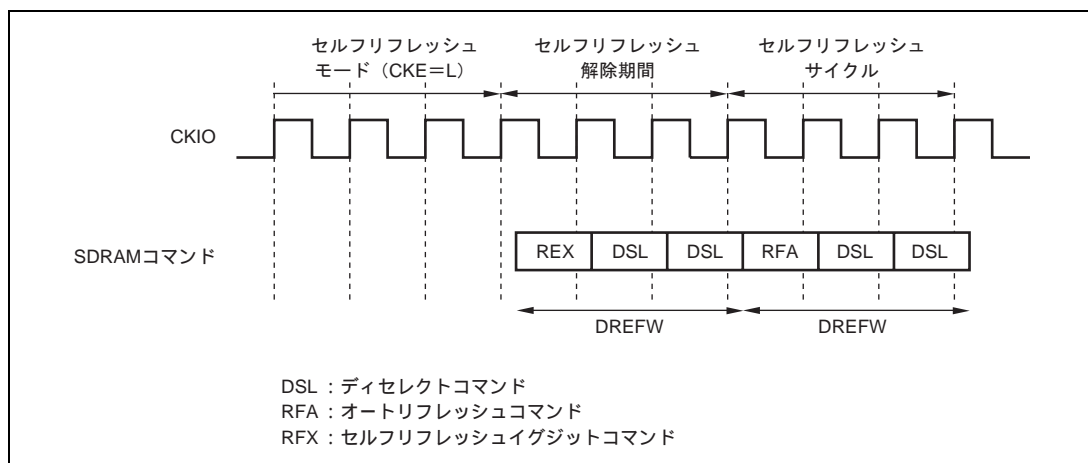 セルフリフレッシュ
モード（CKE＝L）
セルフリフレッシュ
解除期間
セルフリフレッシュ
サイクル
CKIO
SDRAMコマンド
REX DSL DSL RFA DSL DSL
DREFW DREFW
DSL ：ディセレクトコマンド
RFA ：オートリフレッシュコマンド
RFX ：セルフリフレッシュイグジットコマンド